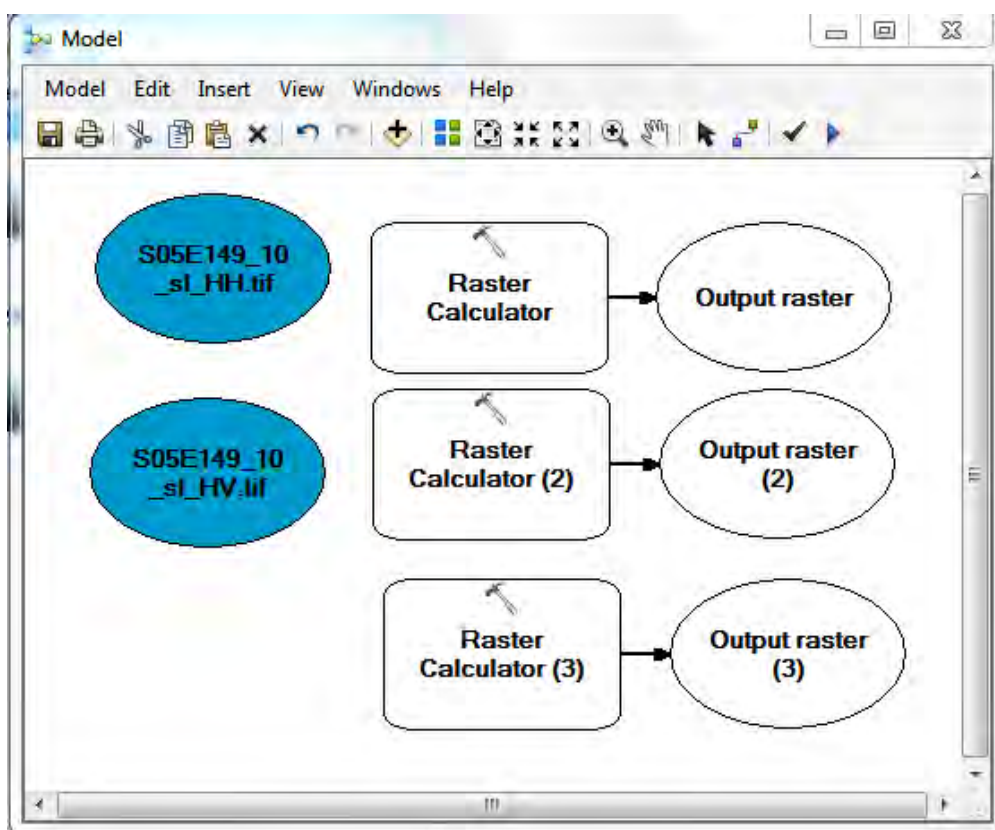 Model
Model Edit Insert View Windows Help
S05E149_10
_sl_HH.tif
Raster
Calculator
Output raster
S05E149_10
_sl_HV.tif
Raster
Calculator (2)
Output raster
(2)
Raster
Calculator (3)
Output raster
(3)